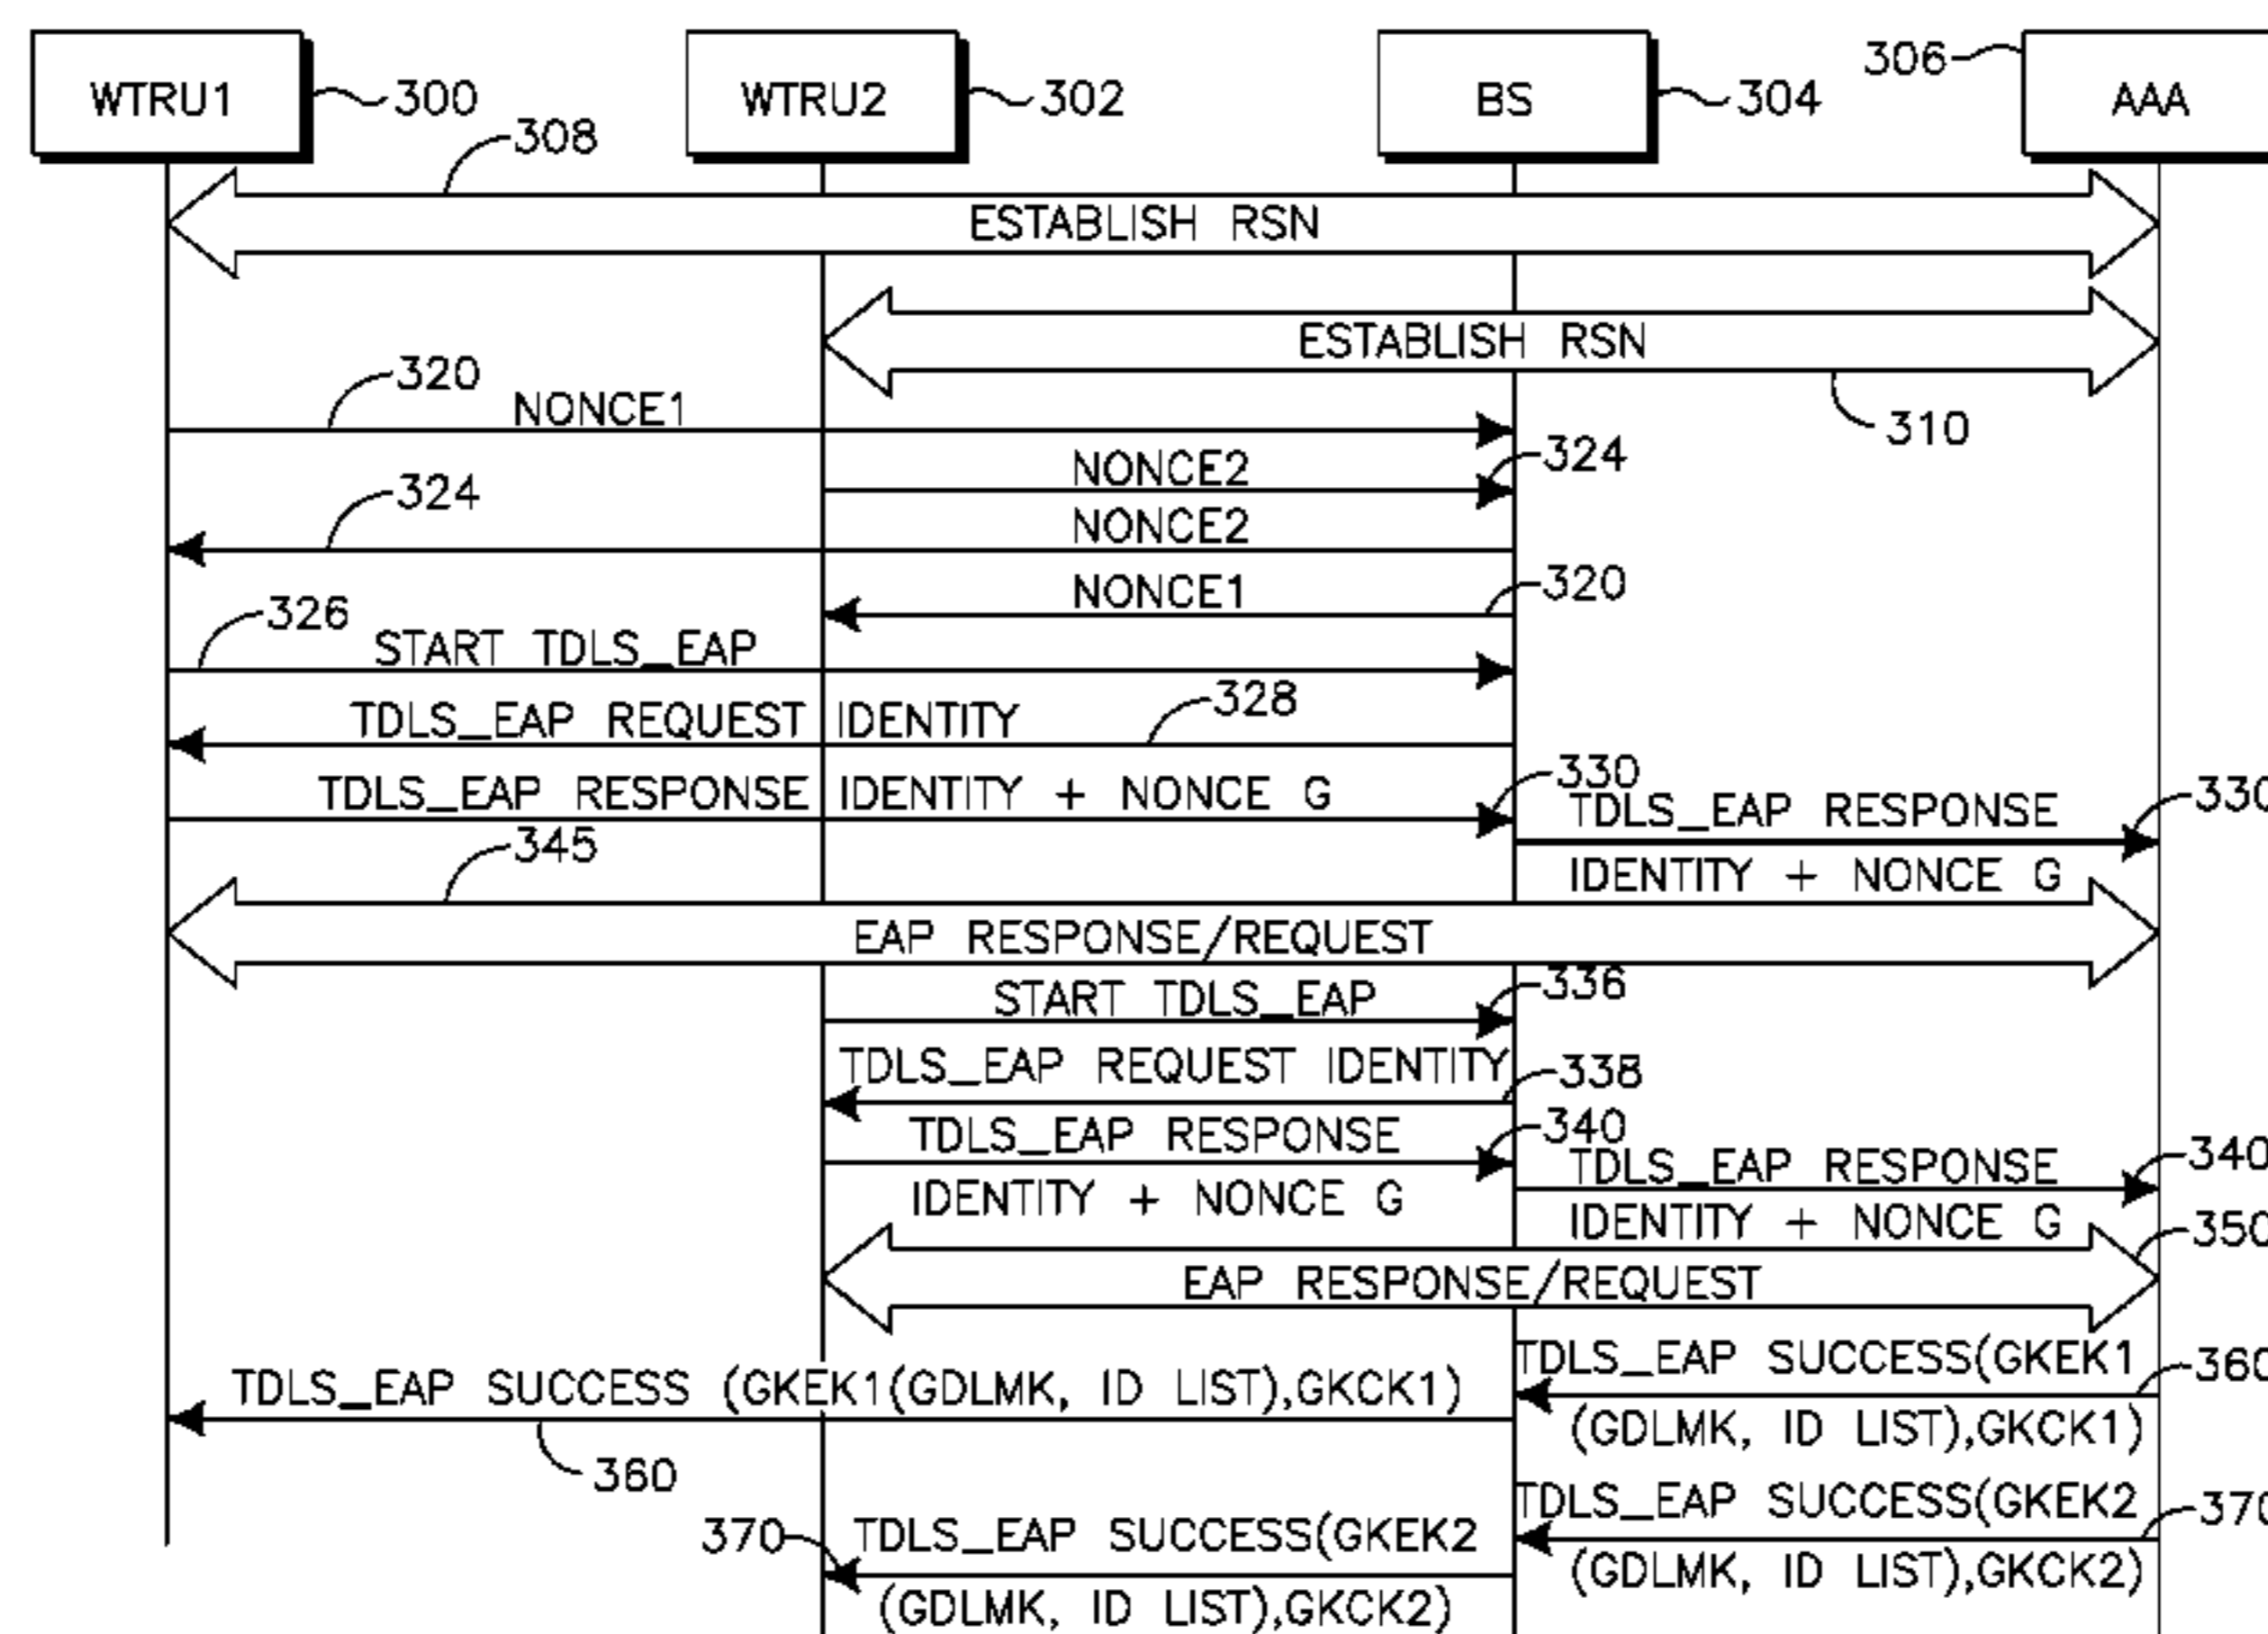 WTRU1
300
WTRU2
302
BS
304
306
AAA
308
ESTABLISH RSN
ESTABLISH RSN
310
320
NONCE1
NONCE2
324
324
NONCE2
NONCE1
320
326
START TDLS_EAP
TDLS_EAP REQUEST IDENTITY
328
TDLS_EAP RESPONSE IDENTITY + NONCE G
330
TDLS_EAP RESPONSE
330
IDENTITY + NONCE G
345
EAP RESPONSE/REQUEST
START TDLS_EAP
336
TDLS_EAP REQUEST IDENTITY
338
TDLS_EAP RESPONSE
340
IDENTITY + NONCE G
TDLS_EAP RESPONSE
340
IDENTITY + NONCE G
350
EAP RESPONSE/REQUEST
TDLS_EAP SUCCESS(GKEK1
360
(GDLMK, ID LIST),GKCK1)
TDLS_EAP SUCCESS (GKEK1(GDLMK, ID LIST),GKCK1)
360
TDLS_EAP SUCCESS(GKEK2
370
(GDLMK, ID LIST),GKCK2)
370
TDLS_EAP SUCCESS(GKEK2
(GDLMK, ID LIST),GKCK2)